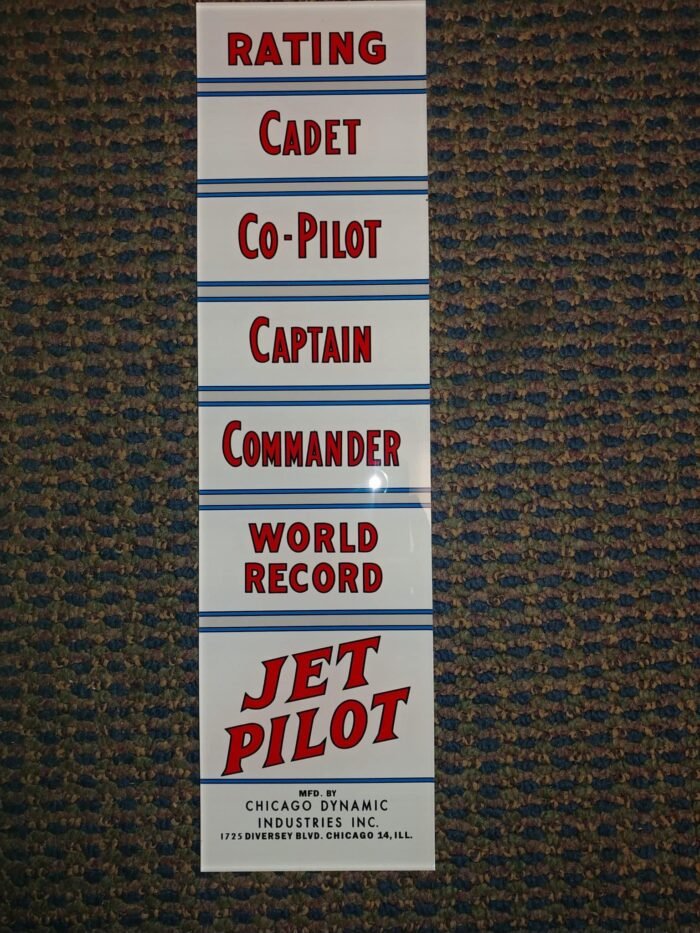 RATING
CADET
CO-PILOT
CAPTAIN
COMMANDER
WORLD
RECORD
JET
PILOT
MFD. BY
CHICAGO DYNAMIC
INDUSTRIES INC.
1725 DIVERSEY BLVD. CHICAGO 14, ILL.